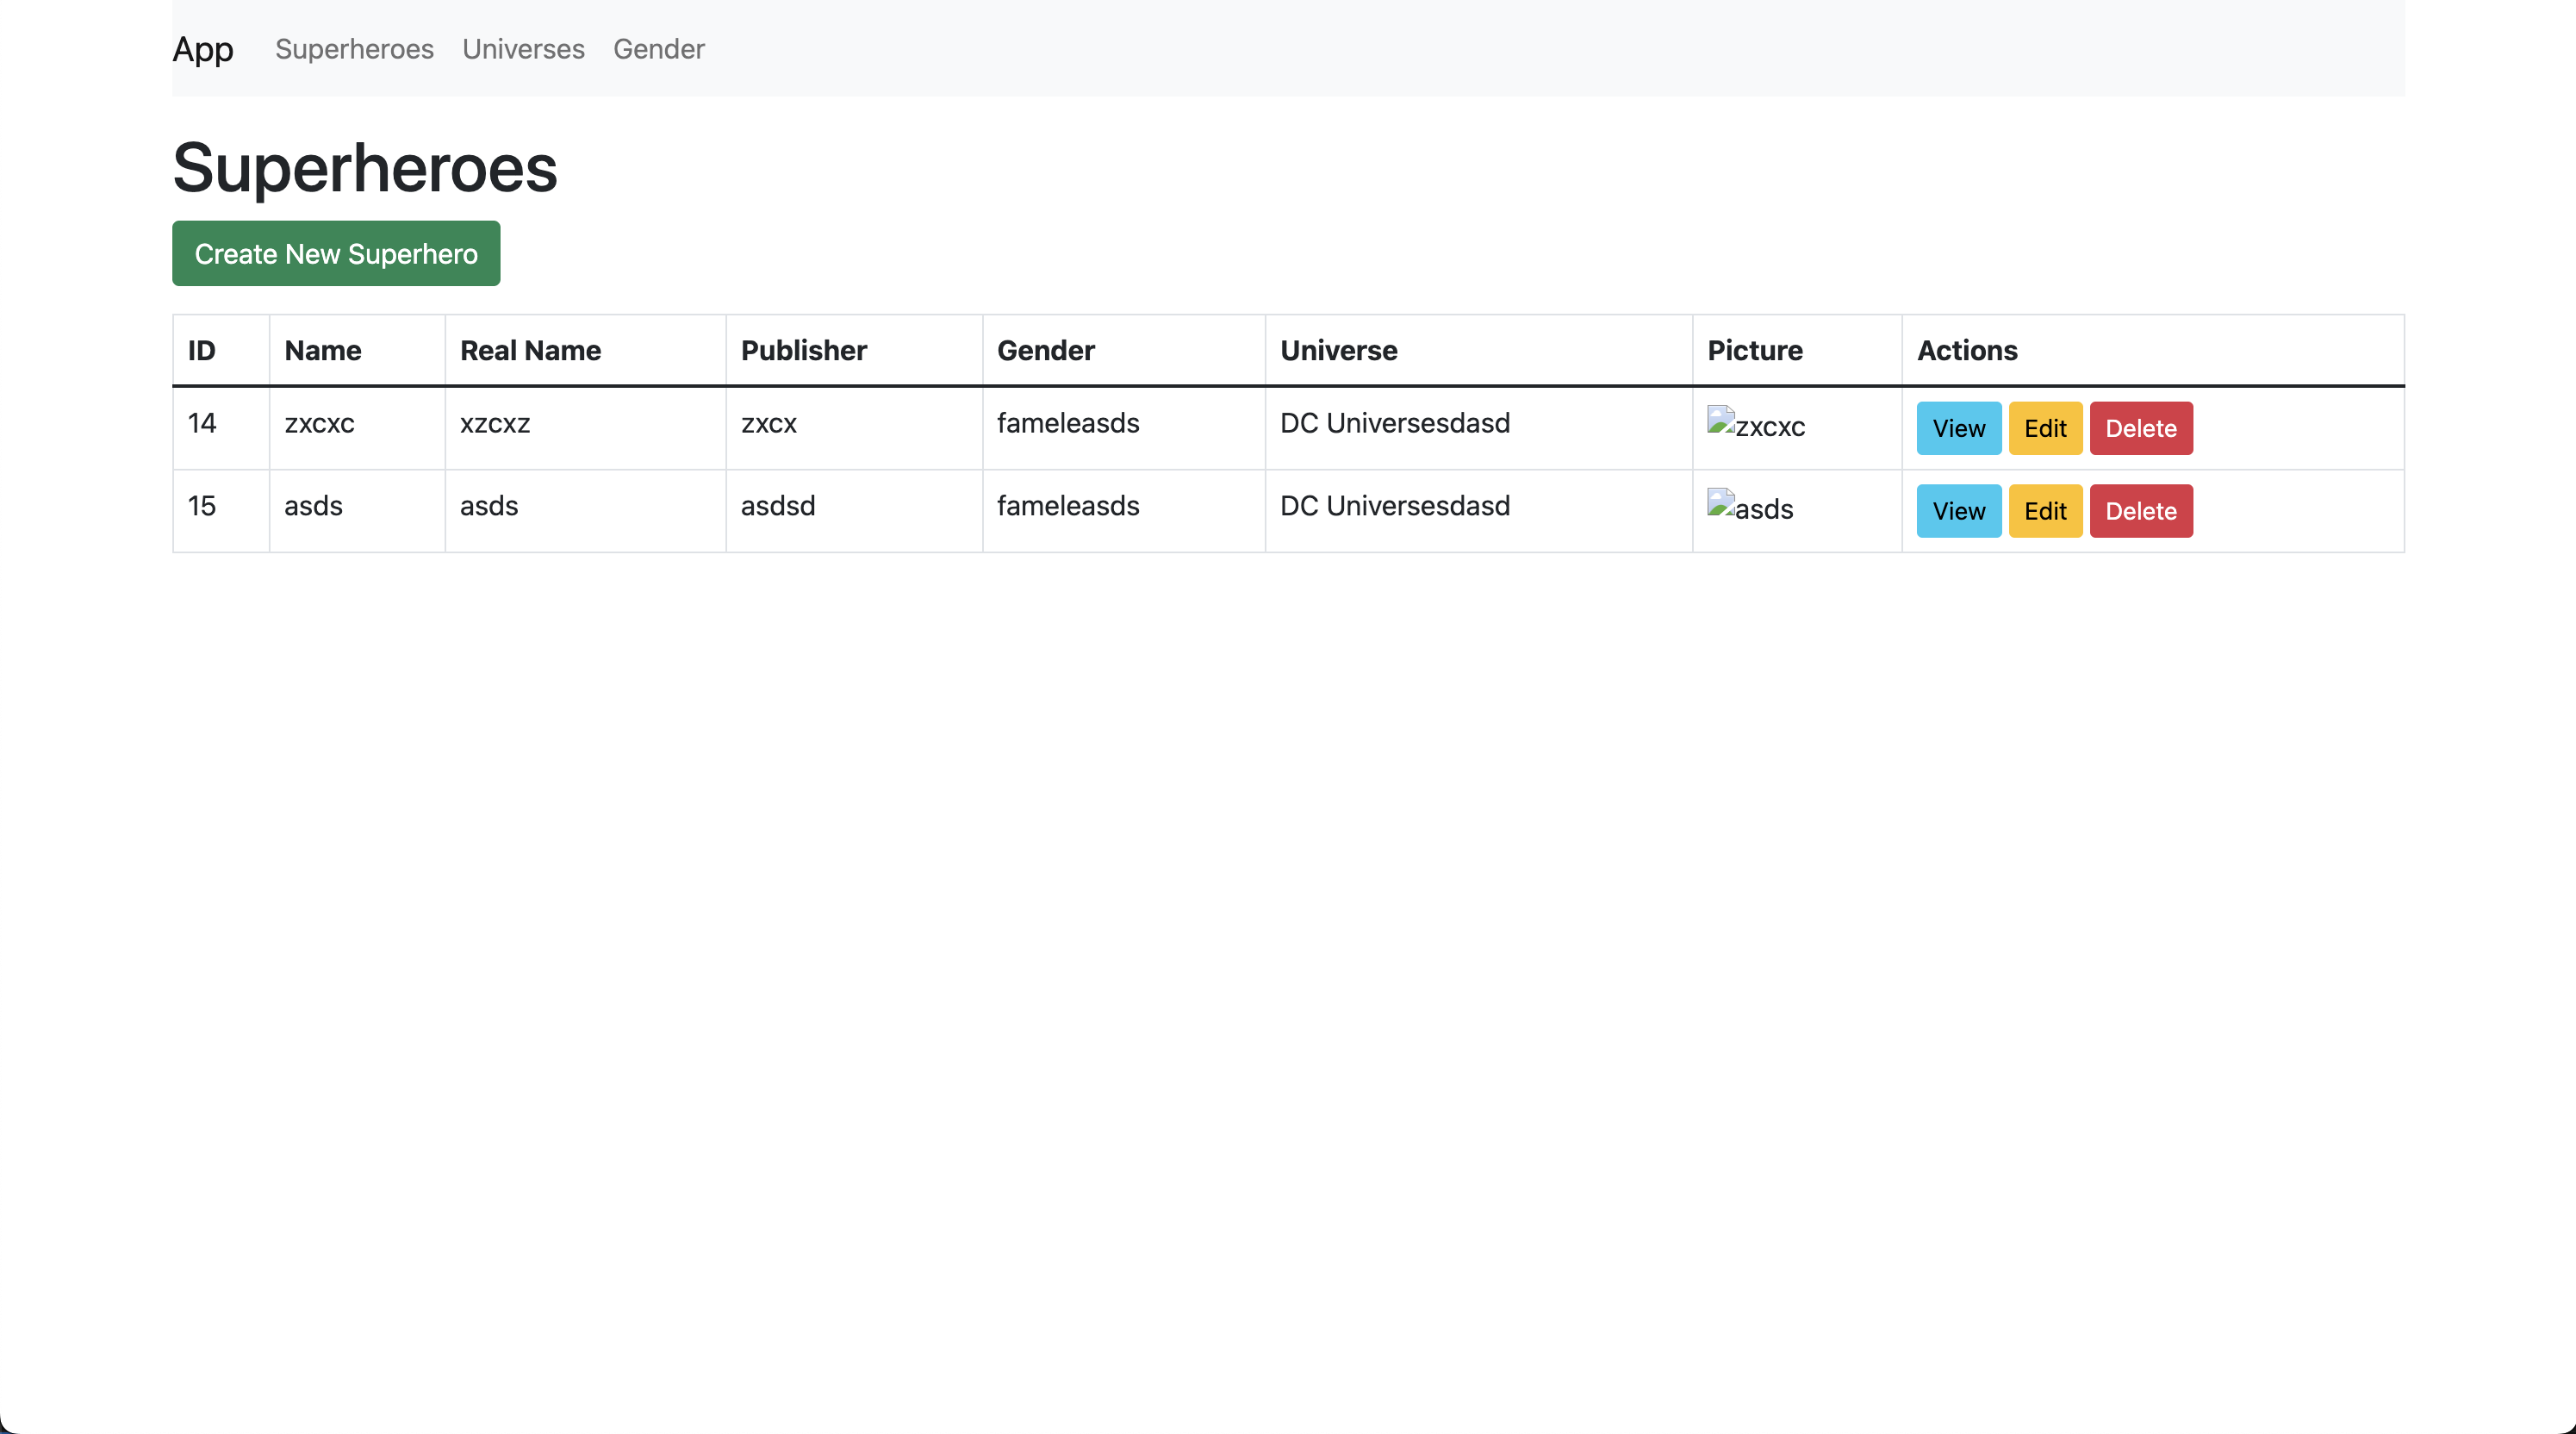 App Superheroes Universes Gender
Superheroes
Create New Superhero
ID Name Real Name Publisher Gender Universe Picture Actions
14 zxcxc xzcxz zxcx fameleasds DC Universesdasd zxcxc View Edit Delete
15 asds asds asdsd fameleasds DC Universesdasd asds View Edit Delete